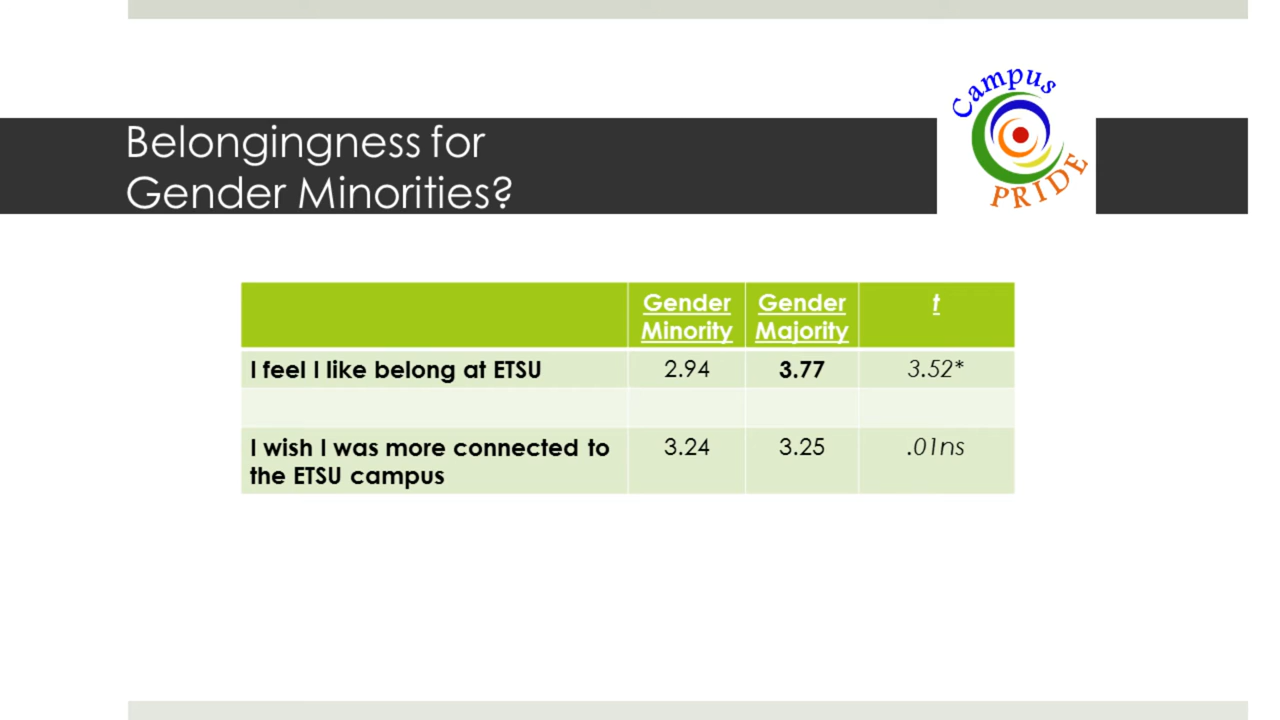 Campus
PRIDE
Belongingness for
Gender Minorities?
Gender Minority
Gender Majority
t
I feel I like belong at ETSU 2.94 3.77 3.52*
I wish I was more connected to
the ETSU campus
3.24 3.25 .01ns